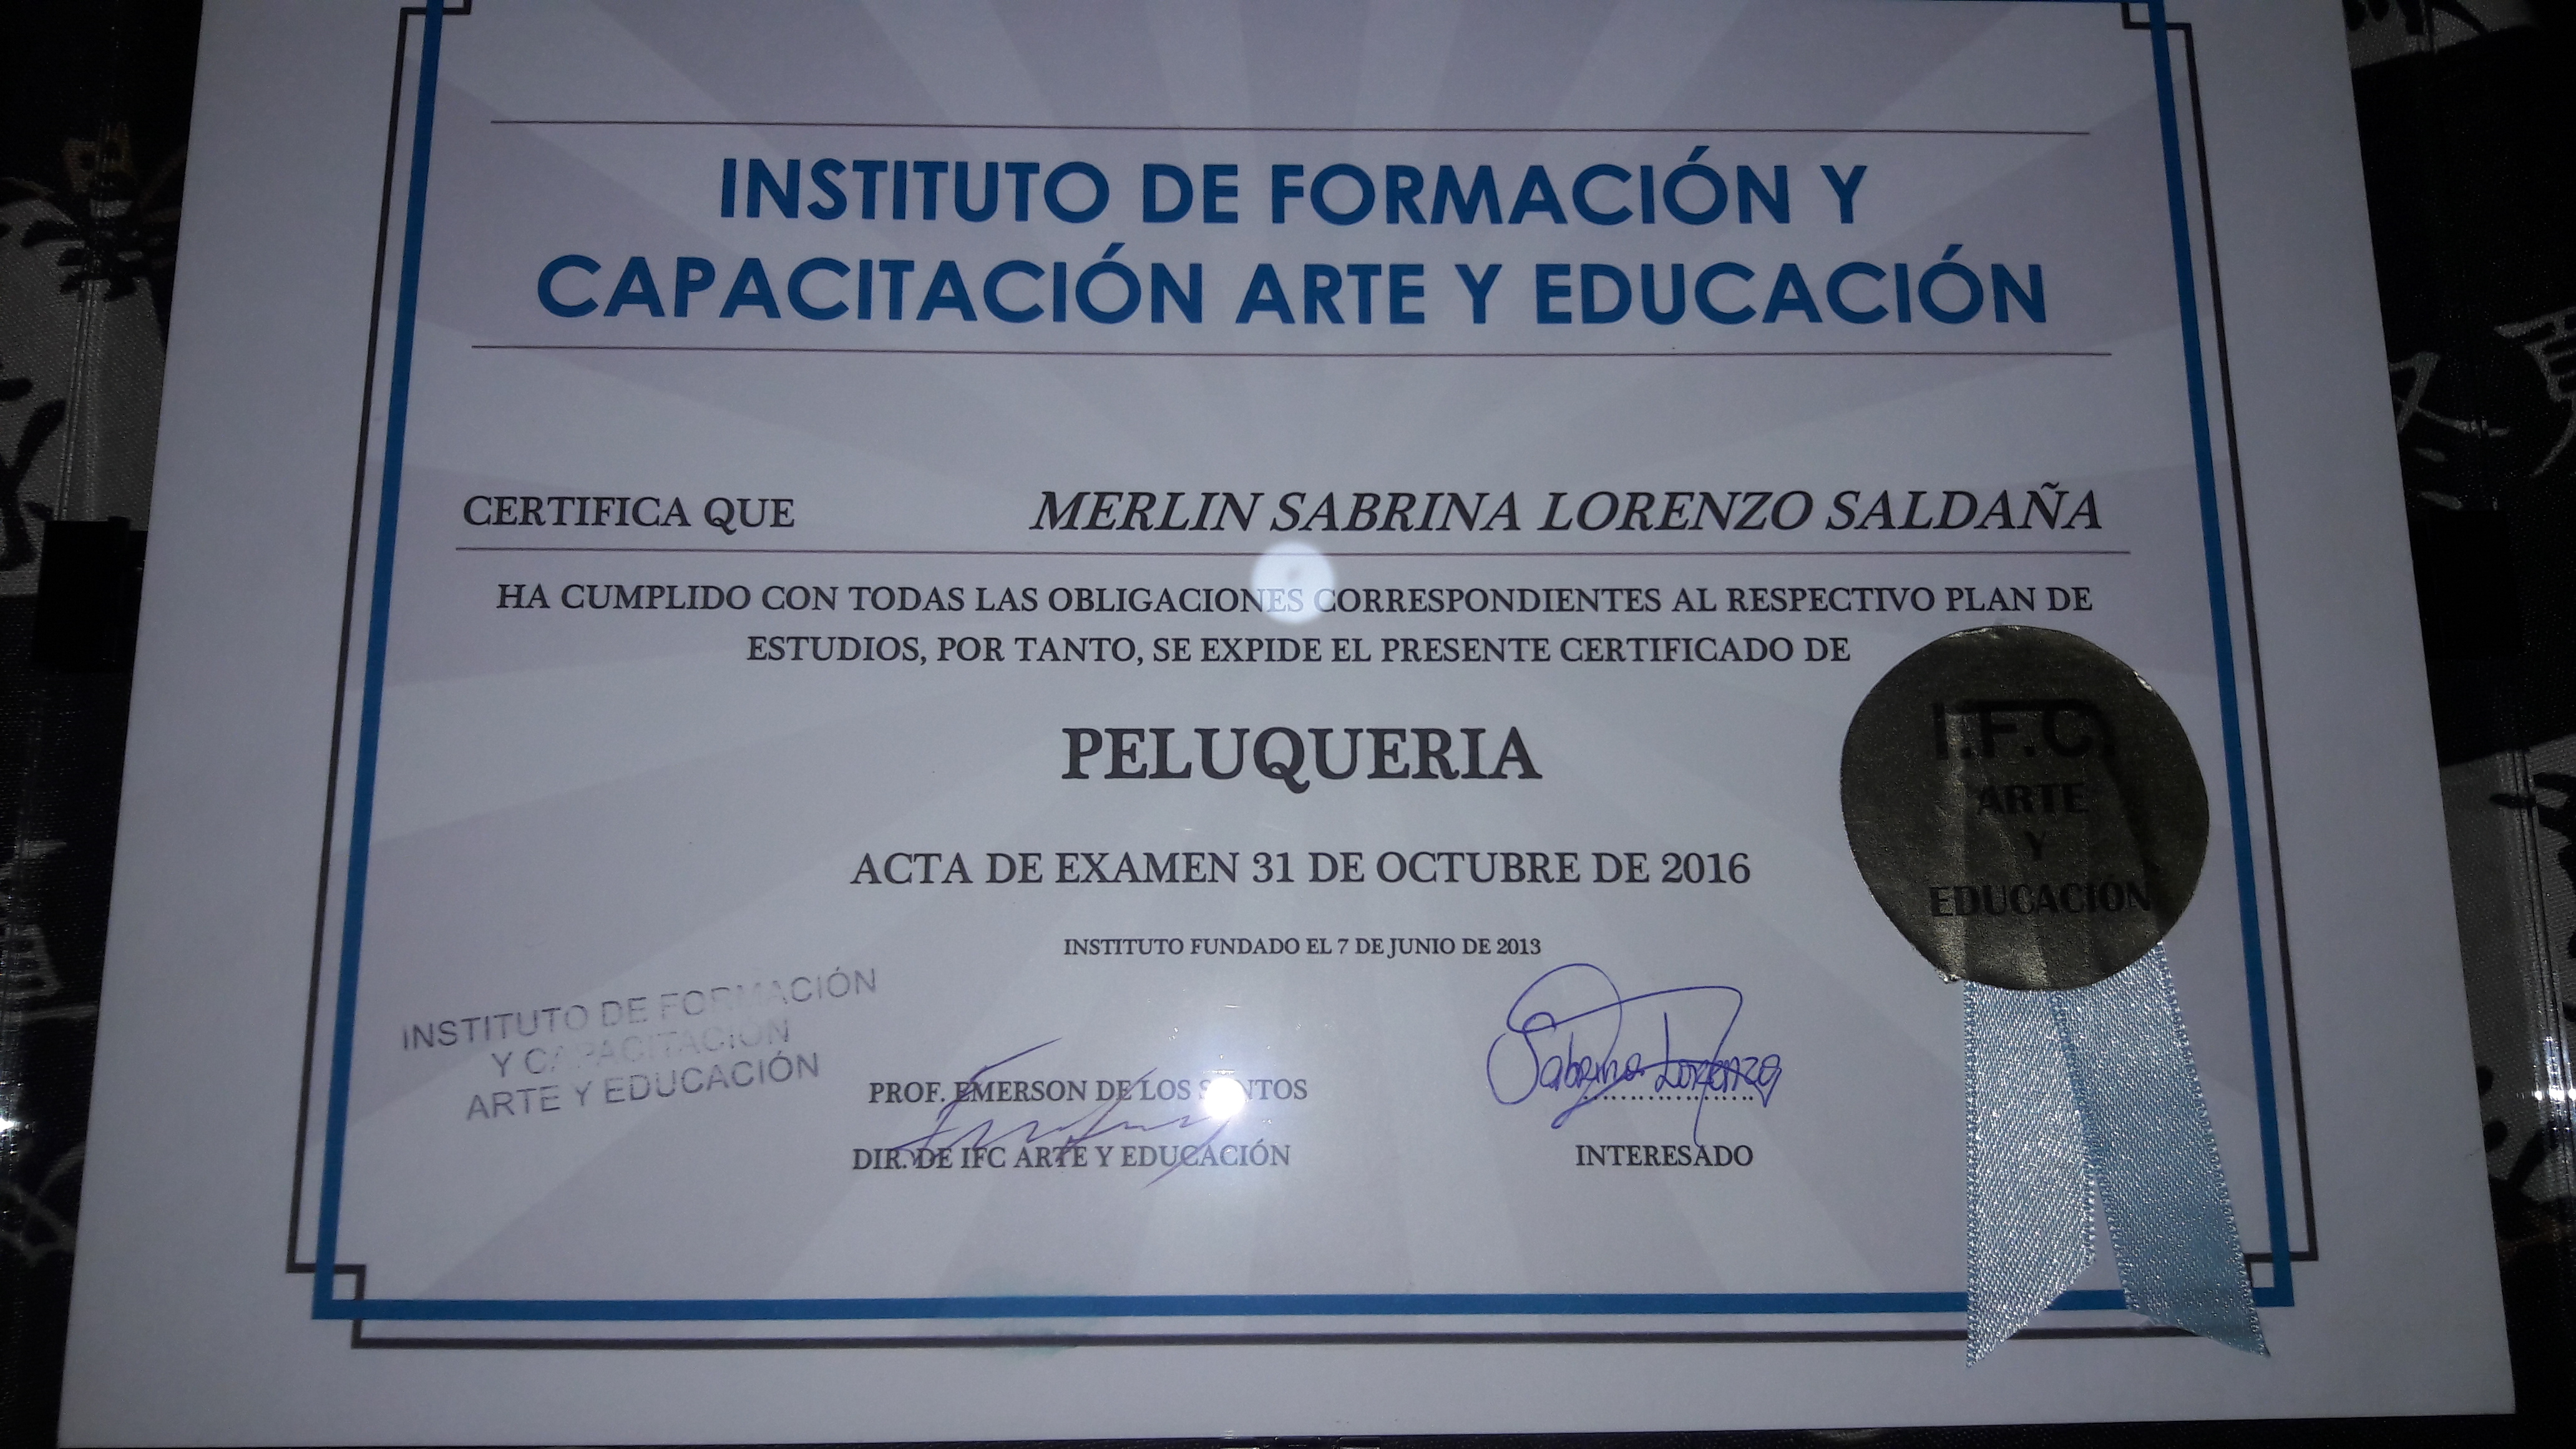 INSTITUTO DE FORMACIÓN Y
CAPACITACIÓN ARTE Y EDUCACIÓN
CERTIFICA QUE MERLIN SABRINA LORENZO SALDAÑA
HA CUMPLIDO CON TODAS LAS OBLIGACIONES CORRESPONDIENTES AL RESPECTIVO PLAN DE
ESTUDIOS, POR TANTO, SE EXPIDE EL PRESENTE CERTIFICADO DE
PELUQUERIA
ACTA DE EXAMEN 31 DE OCTUBRE DE 2016
INSTITUTO FUNDADO EL 7 DE JUNIO DE 2013
INSTITUTO DE FORMACIÓN
Y CAPACITACIÓN
ARTE Y EDUCACIÓN
PROF. EMERSON DE LOS SANTOS
DIR. DE IFC ARTE Y EDUCACIÓN
Sabrina Lorenzo
INTERESADO
I.F.C.
ARTE
Y
EDUCACIÓN